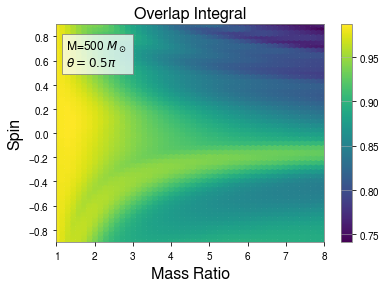 Overlap Integral
M=500 M⊙
θ = 0.5π
Spin
0.8
0.6
0.4
0.2
0.0
−0.2
−0.4
−0.6
−0.8
1 2 3 4 5 6 7 8
Mass Ratio
0.95
0.90
0.85
0.80
0.75